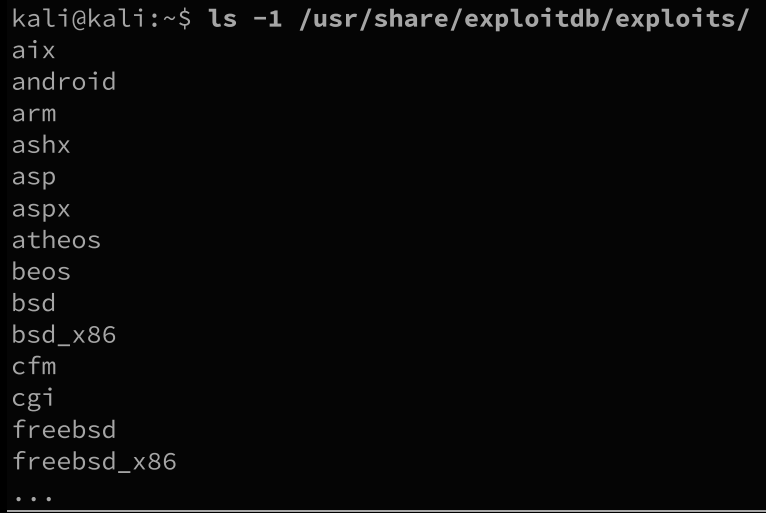 kali@kali:~$ ls -1 /usr/share/exploitdb/exploits/
aix
android
arm
ashx
asp
aspx
atheos
beos
bsd
bsd_x86
cfm
cgi
freebsd
freebsd_x86
...